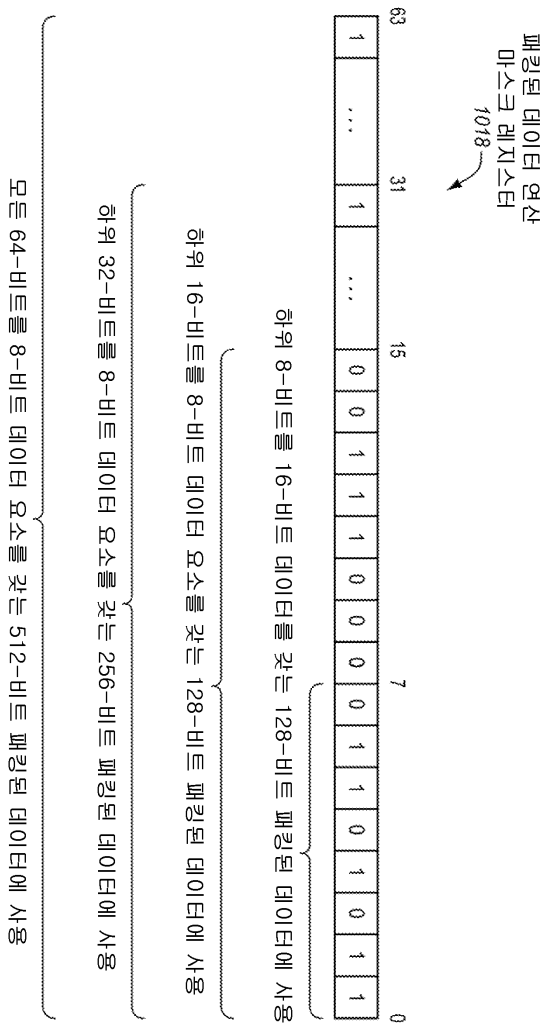 패킹된 데이터 연산
마스크 레지스터
1018
63 31 15 7 0
1 ... 1 ... 0 0 1 1 1 0 0 0 0 1 1 0 1 0 1 1
하위 8-비트를 16-비트 데이터를 갖는 128-비트 패킹된 데이터에 사용
하위 16-비트를 8-비트 데이터 요소를 갖는 128-비트 패킹된 데이터에 사용
하위 32-비트를 8-비트 데이터 요소를 갖는 256-비트 패킹된 데이터에 사용
모든 64-비트를 8-비트 데이터 요소를 갖는 512-비트 패킹된 데이터에 사용